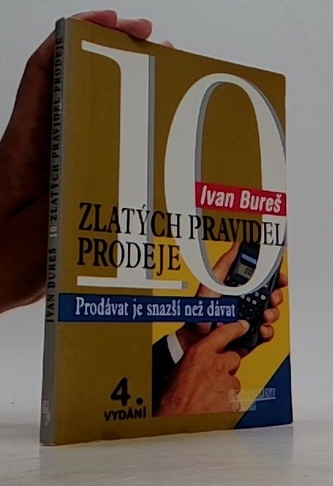 IVAN BUREŠ 10 ZLATÝCH PRAVIDEL PRODEJE
10
Ivan Bureš
ZLATÝCH PRAVIDEL
PRODEJE
Prodávat je snazší než dávat
4.
VYDÁNÍ